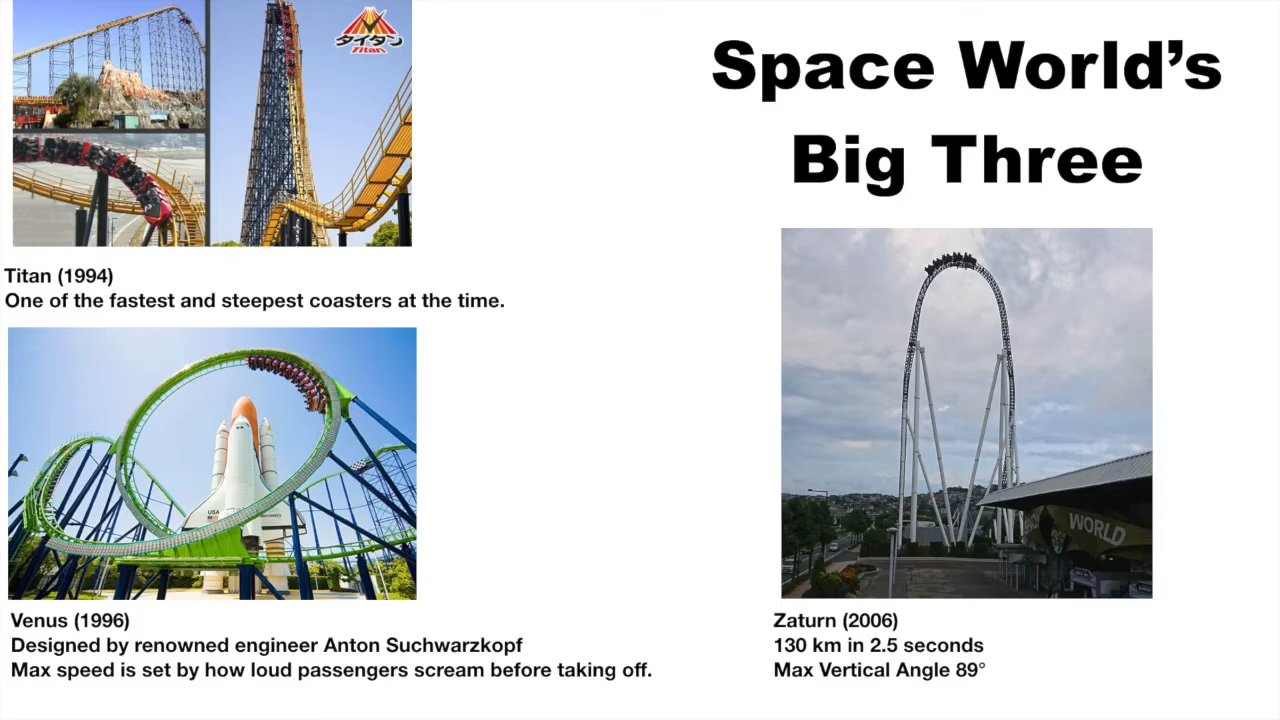 タイタン
Titan
Space World’s
Big Three
Titan (1994)
One of the fastest and steepest coasters at the time.
USA
Discovery
WORLD
Venus (1996)
Designed by renowned engineer Anton Suchwarzkopf
Max speed is set by how loud passengers scream before taking off.
Zaturn (2006)
130 km in 2.5 seconds
Max Vertical Angle 89°